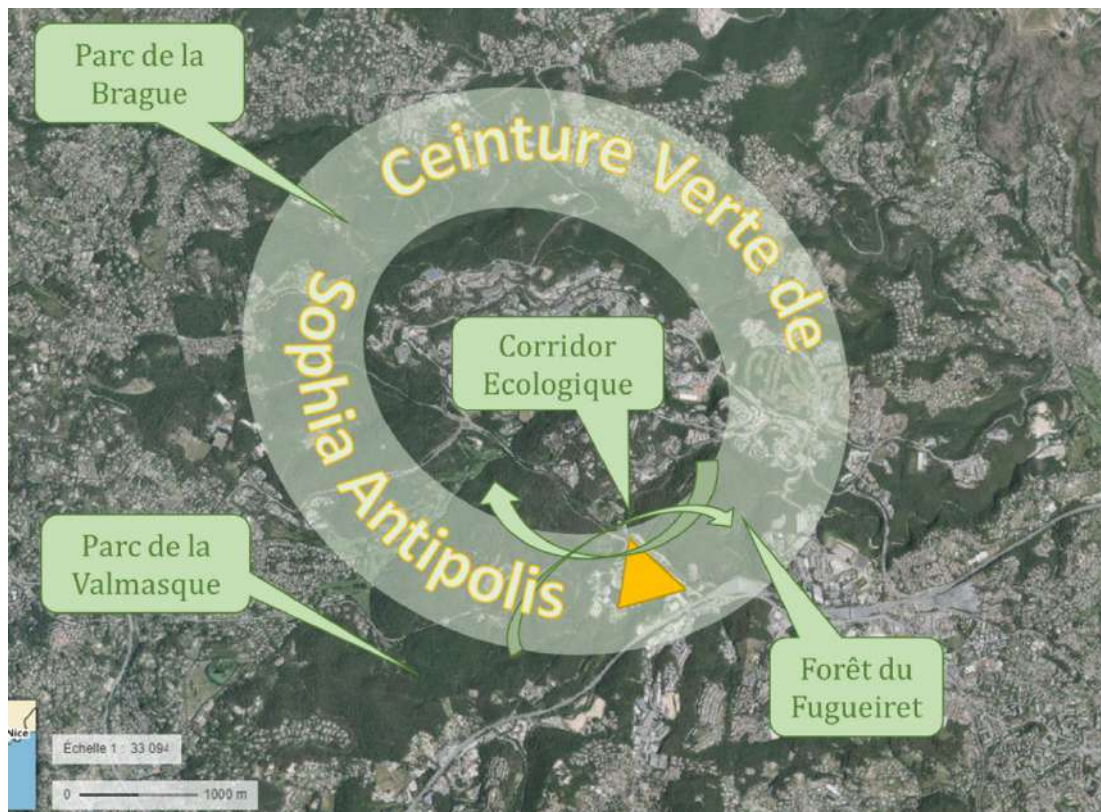 Parc de la
Brague
Ceinture Verte de
Sophia Antipolis
Corridor
Ecologique
Parc de la
Valmasque
Forêt du
Fugueiret
Nice
Echelle 1 : 33 094
0 1000 m